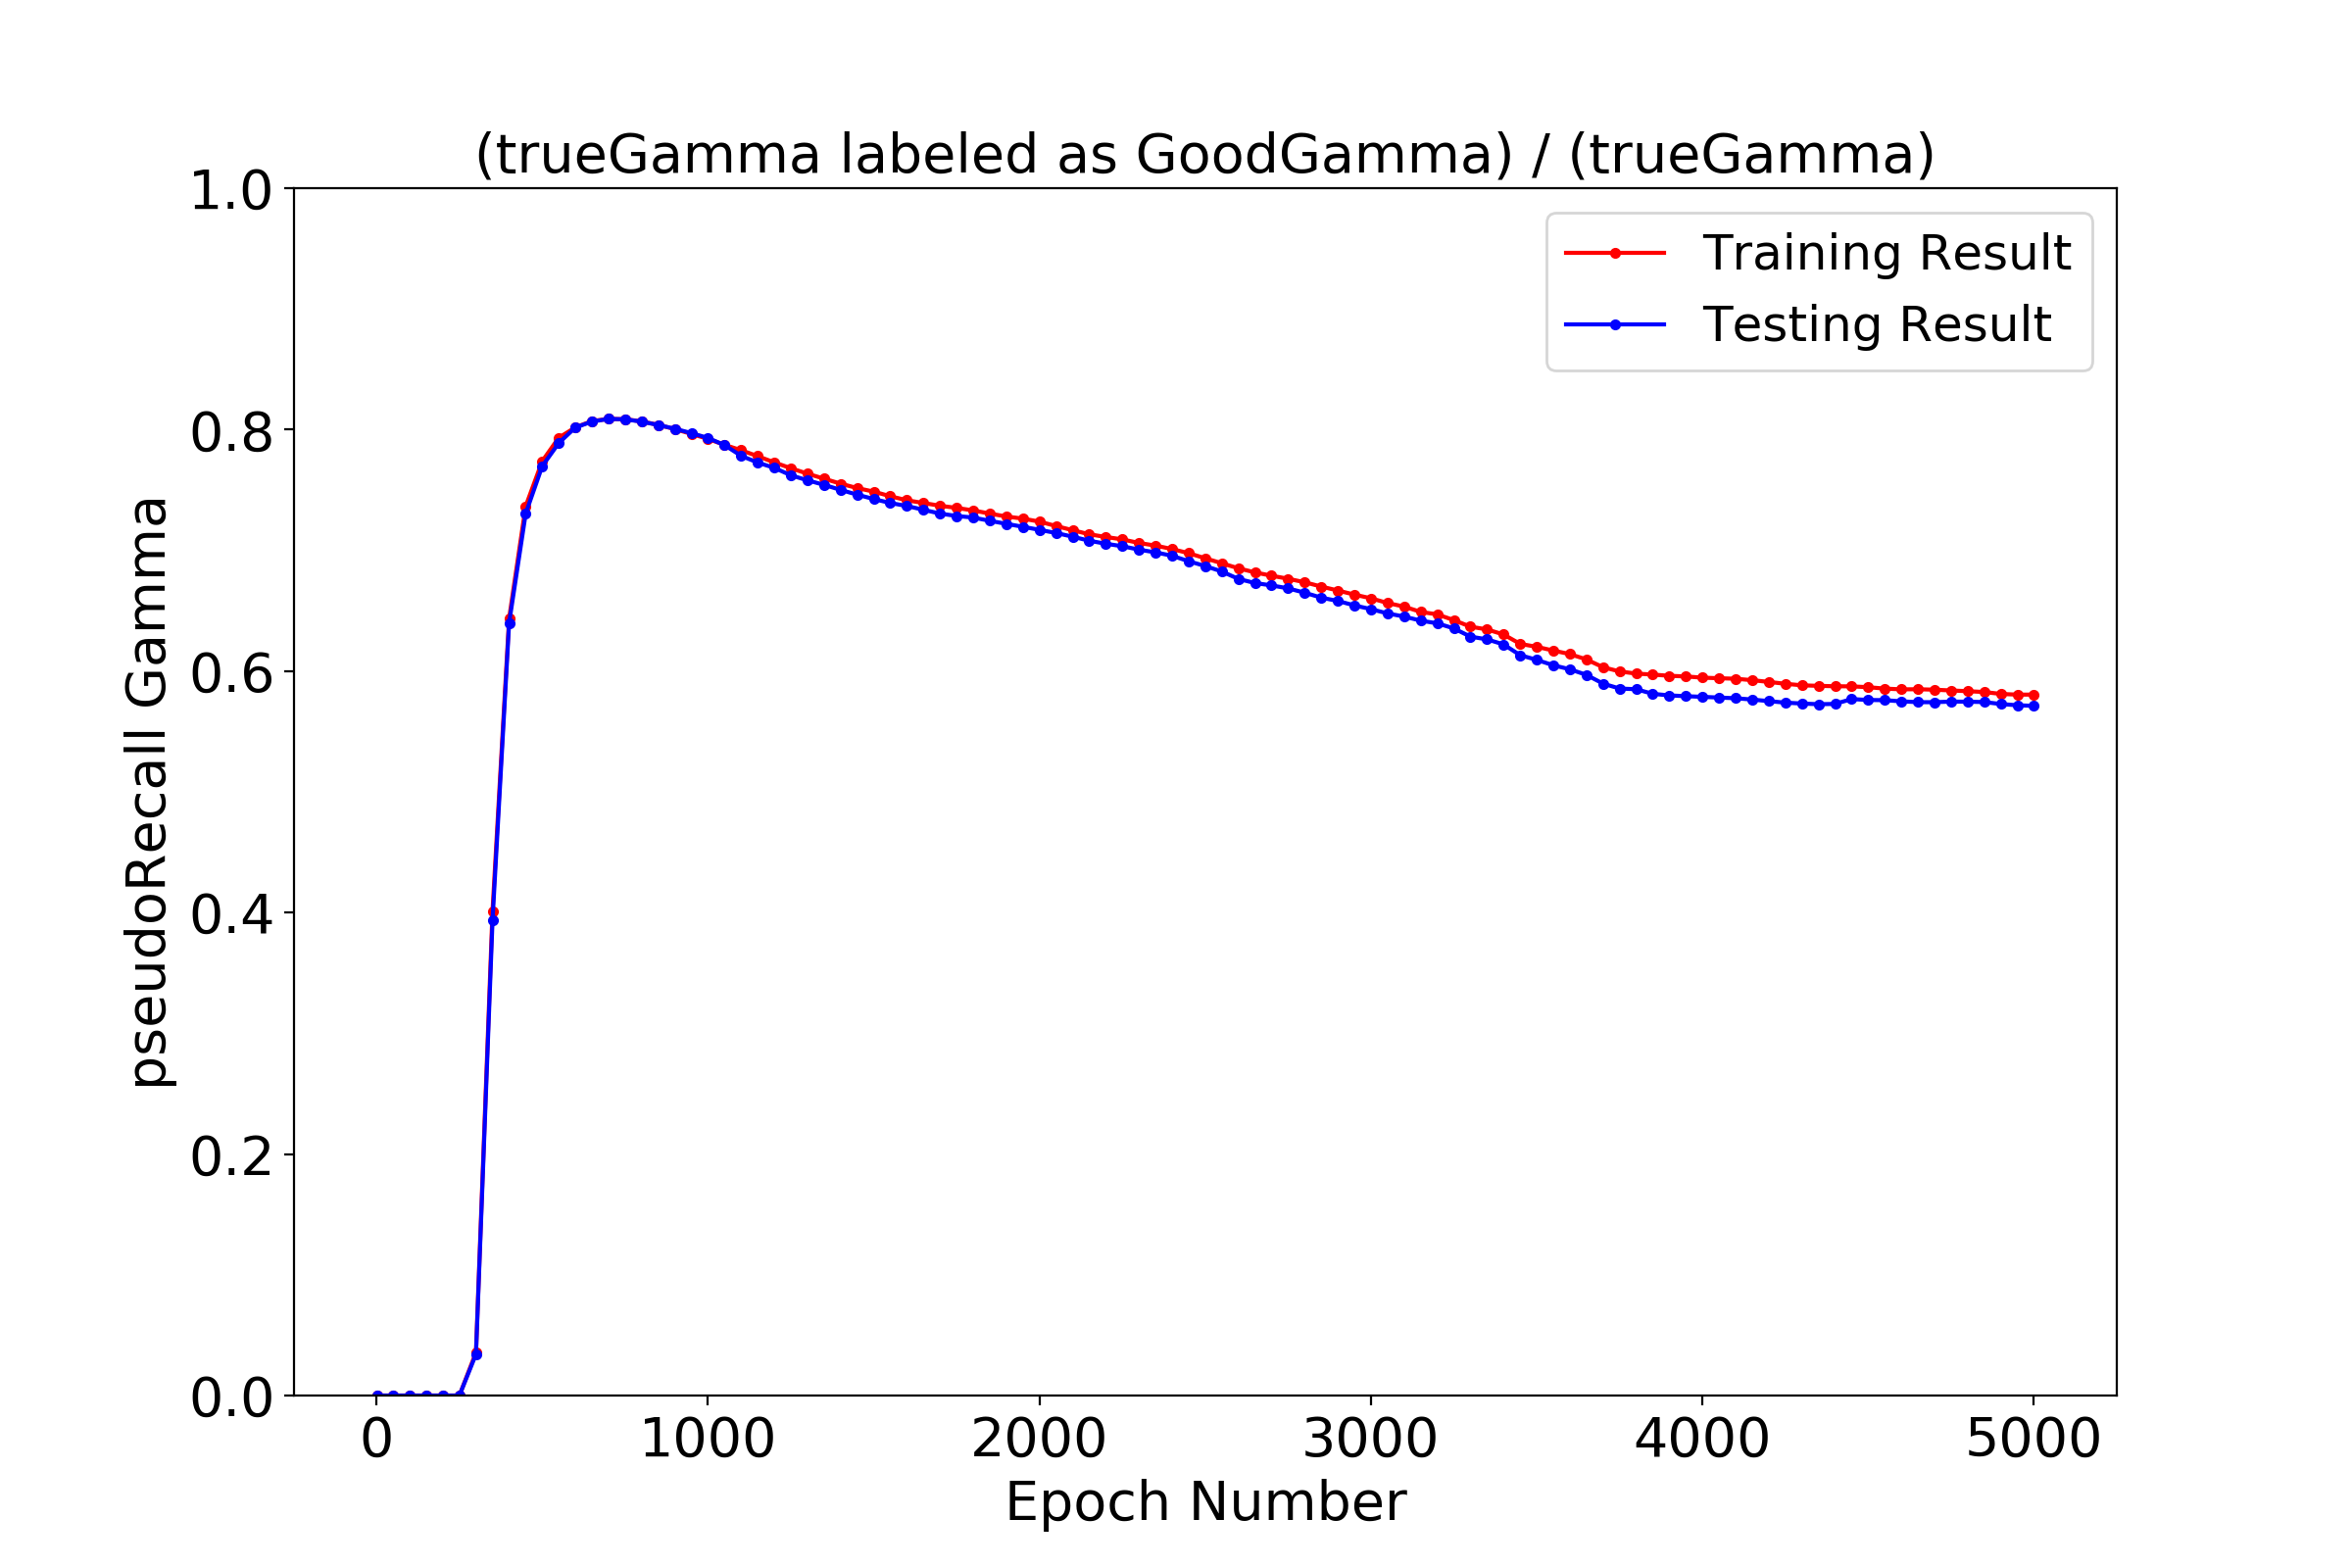 (trueGamma labeled as GoodGamma) / (trueGamma)
1.0
0.8
0.6
0.4
0.2
0.0
pseudoRecall Gamma
Training Result
Testing Result
0 1000 2000 3000 4000 5000
Epoch Number